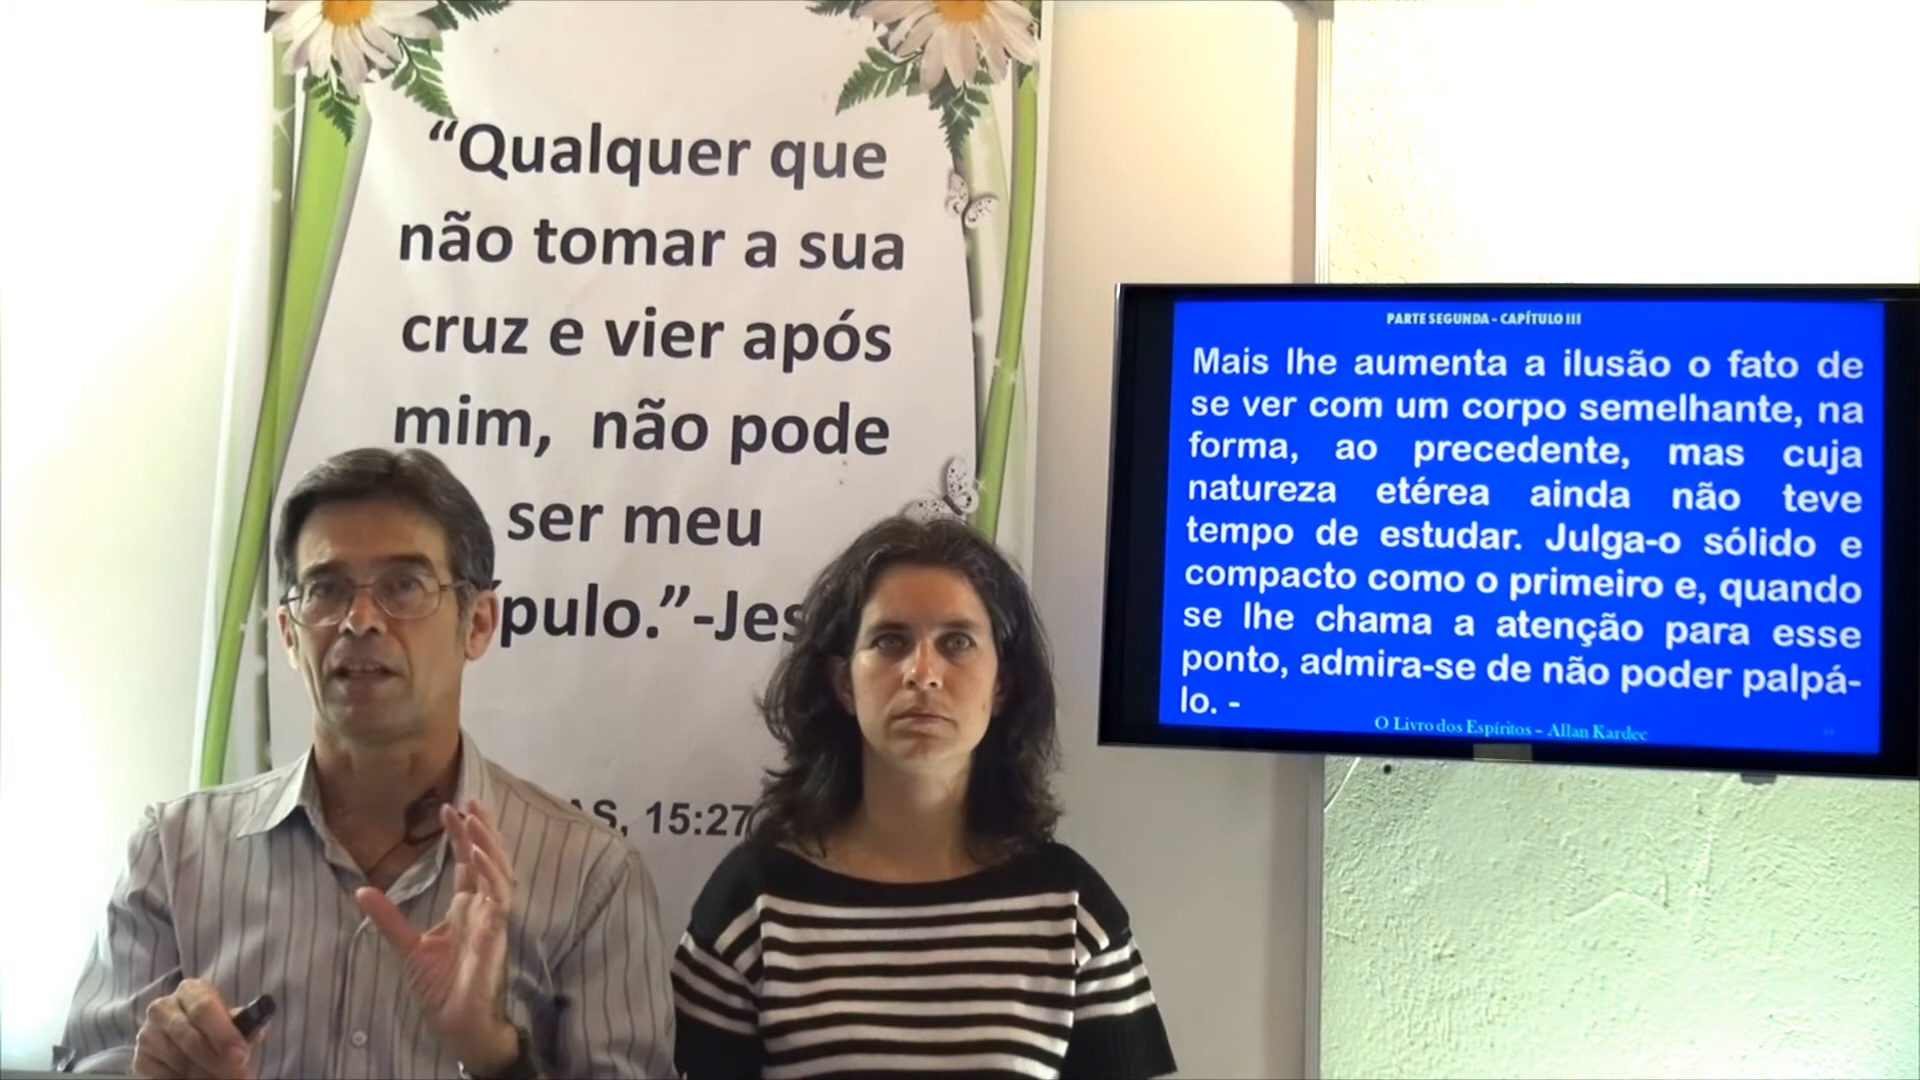 “Qualquer que
não tomar a sua
cruz e vier após
mim, não pode
ser meu
pulo.”-Jes
AS, 15:27
PARTE SEGUNDA - CAPÍTULO III
Mais lhe aumenta a ilusão o fato de
se ver com um corpo semelhante, na
forma, ao precedente, mas cuja
natureza etérea ainda não teve
tempo de estudar. Julga-o sólido e
compacto como o primeiro e, quando
se lhe chama a atenção para esse
ponto, admira-se de não poder palpá-
lo. -
O Livro dos Espíritos – Allan Kardec